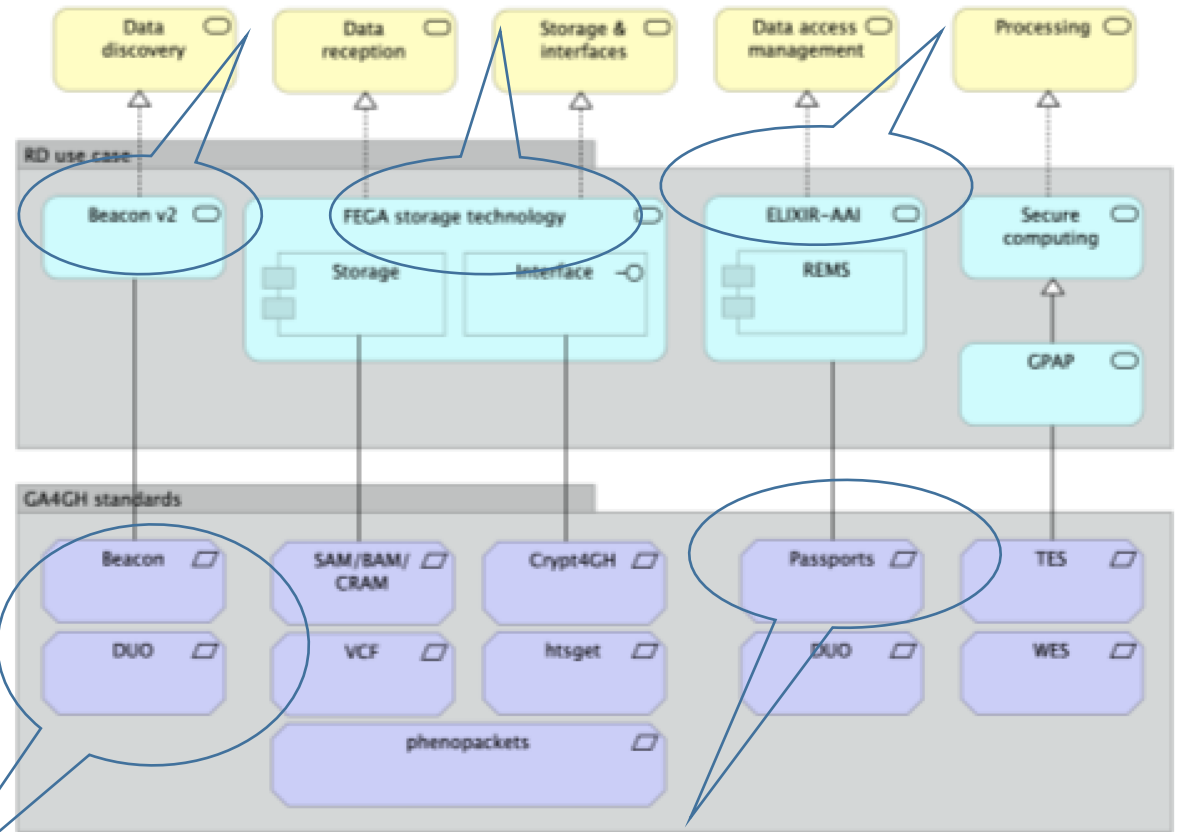 Data
discovery
Data
reception
Storage &
interfaces
Data access
management
Processing
RD use case
Beacon v2
FEGA storage technology
ELIXIR-AAI
Secure
computing
Storage
Interface
REMS
GPAP
GA4GH standards
Beacon
SAM/BAM/
CRAM
Crypt4GH
Passports
TES
DUO
VCF
htsget
DUO
WES
phenopackets